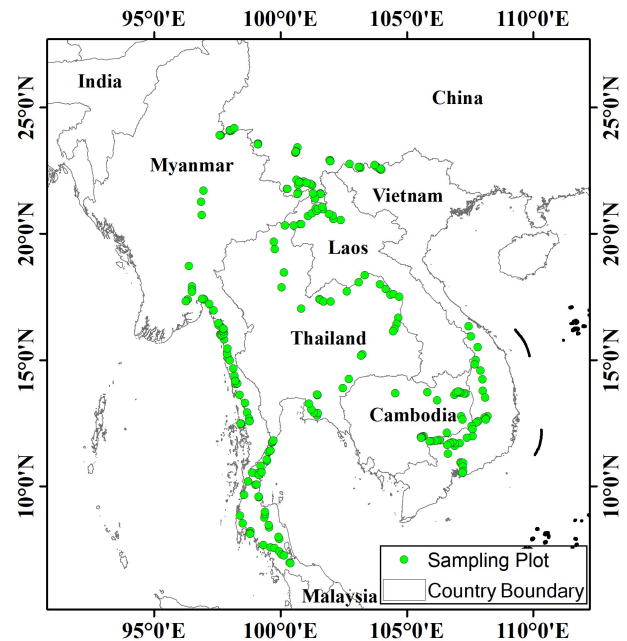 95°0'E 100°0'E 105°0'E 110°0'E
India
China
25°0'N 25°0'N
Myanmar
Vietnam
20°0'N 20°0'N
Laos
Thailand
15°0'N 15°0'N
Cambodia
10°0'N 10°0'N
Sampling Plot
Country Boundary
Malaysia
95°0'E 100°0'E 105°0'E 110°0'E